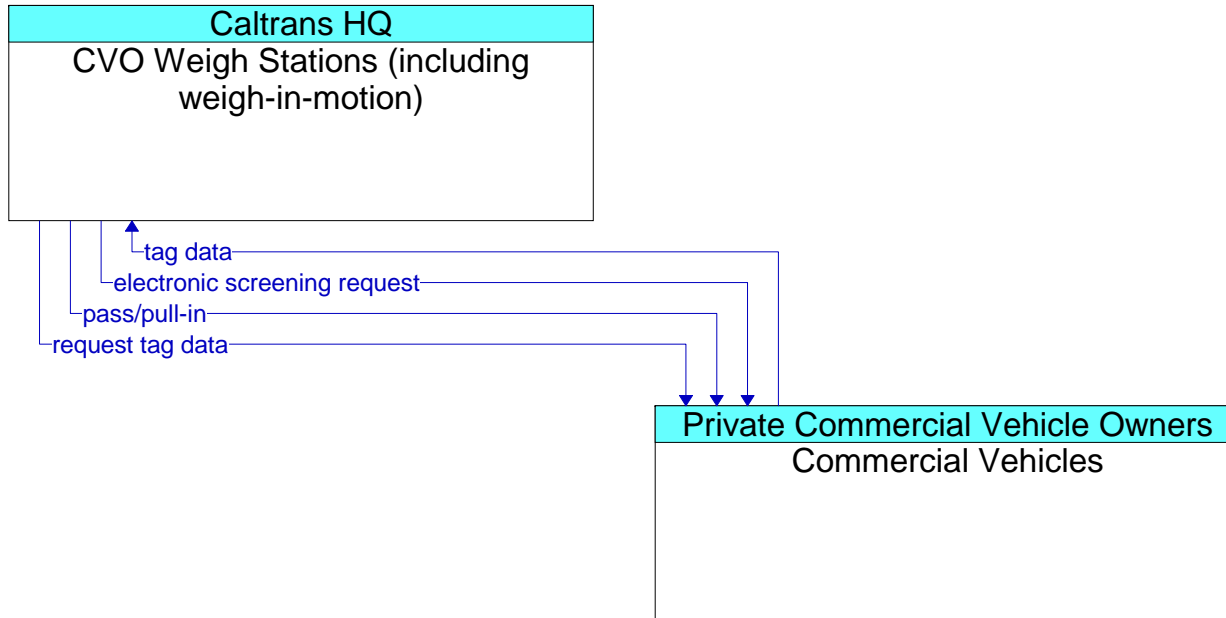 Caltrans HQ
CVO Weigh Stations (including
weigh-in-motion)
tag data
electronic screening request
pass/pull-in
request tag data
Private Commercial Vehicle Owners
Commercial Vehicles